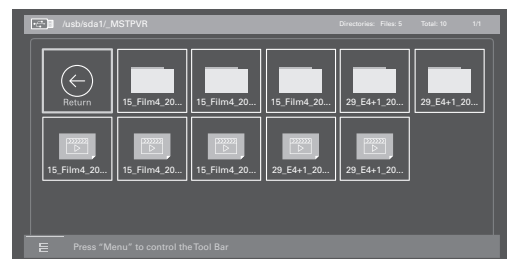 /usb/sda1/_MSTPVR Directories: Files: 5 Total: 10 1/1
Return 15_Film4_20... 15_Film4_20... 15_Film4_20... 29_E4+1_20... 29_E4+1_20...
15_Film4_20... 15_Film4_20... 15_Film4_20... 29_E4+1_20... 29_E4+1_20...
Press “Menu” to control the Tool Bar